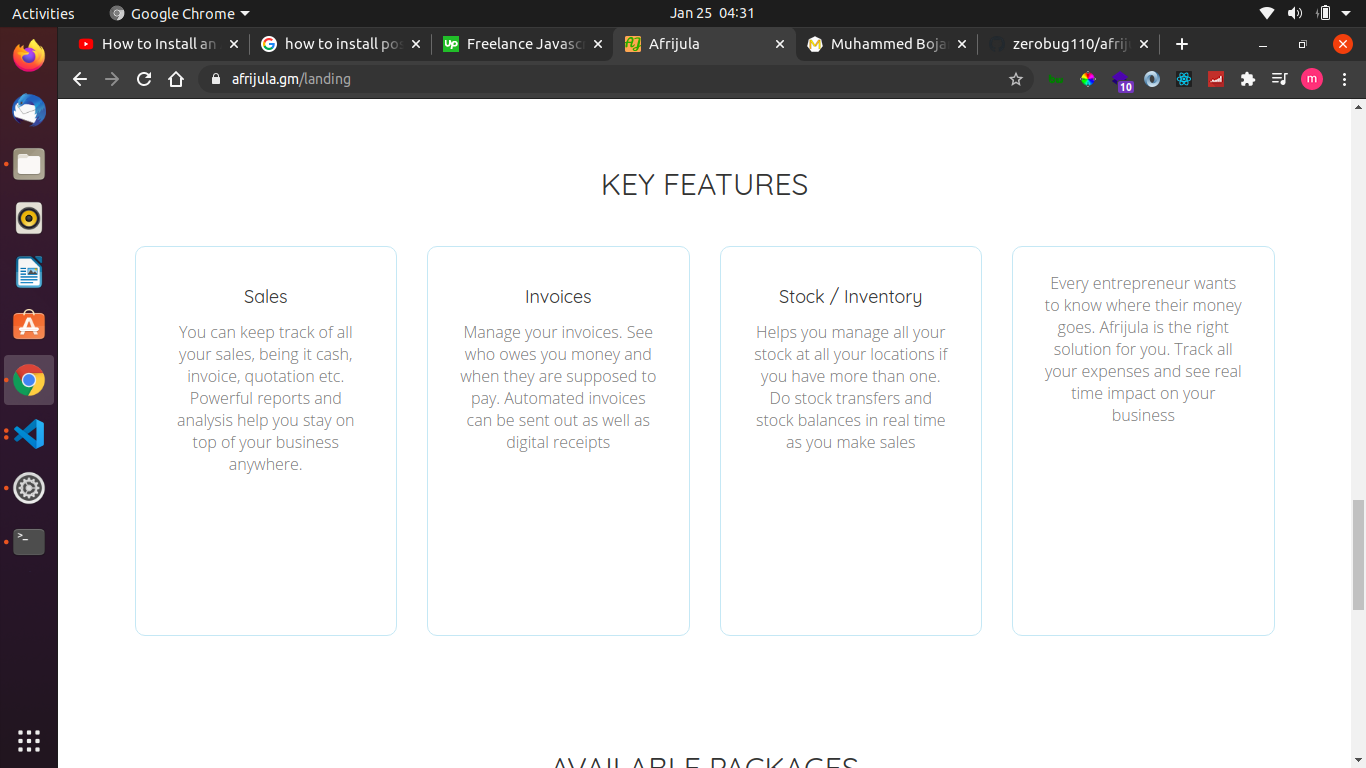 Activities
Google Chrome
Jan 25 04:31
How to Install an
how to install pos
Freelance Javasc
Afrijula
Muhammed Boja
zerobug110/afrij
afrijula.gm/landing
10
m
KEY FEATURES
Sales
You can keep track of all
your sales, being it cash,
invoice, quotation etc.
Powerful reports and
analysis help you stay on
top of your business
anywhere.
Invoices
Manage your invoices. See
who owes you money and
when they are supposed to
pay. Automated invoices
can be sent out as well as
digital receipts
Stock / Inventory
Helps you manage all your
stock at all your locations if
you have more than one.
Do stock transfers and
stock balances in real time
as you make sales
Every entrepreneur wants
to know where their money
goes. Afrijula is the right
solution for you. Track all
your expenses and see real
time impact on your
business
AVAILABLE PACKAGES